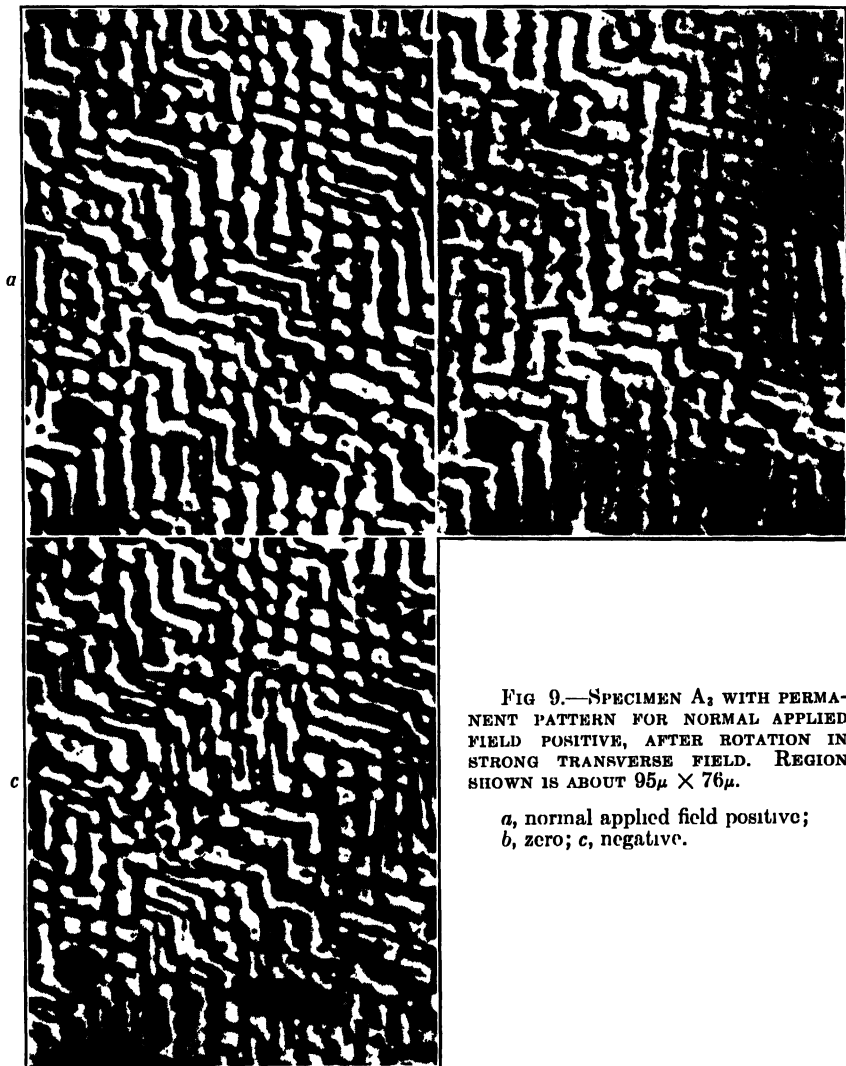 a
c
FIG 9.—SPECIMEN A₃ WITH PERMA-
NENT PATTERN FOR NORMAL APPLIED
FIELD POSITIVE, AFTER ROTATION IN
STRONG TRANSVERSE FIELD. REGION
SHOWN IS ABOUT 95μ × 76μ.
a, normal applied field positive;
b, zero; c, negative.